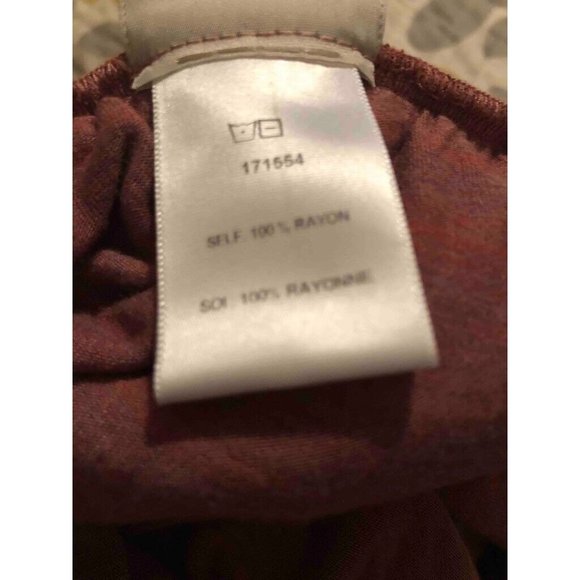 171554
SELF. 100% RAYON
SOI. 100% RAYONNE